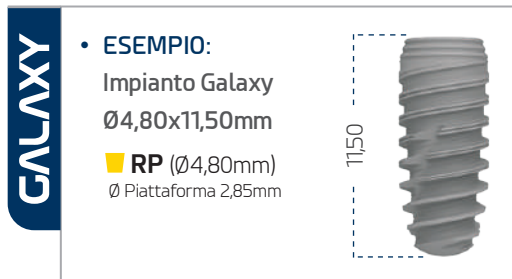 GALAXY
• ESEMPIO:
Impianto Galaxy
Ø4,80x11,50mm
RP (Ø4,80mm)
Ø Piattaforma 2,85mm
11,50